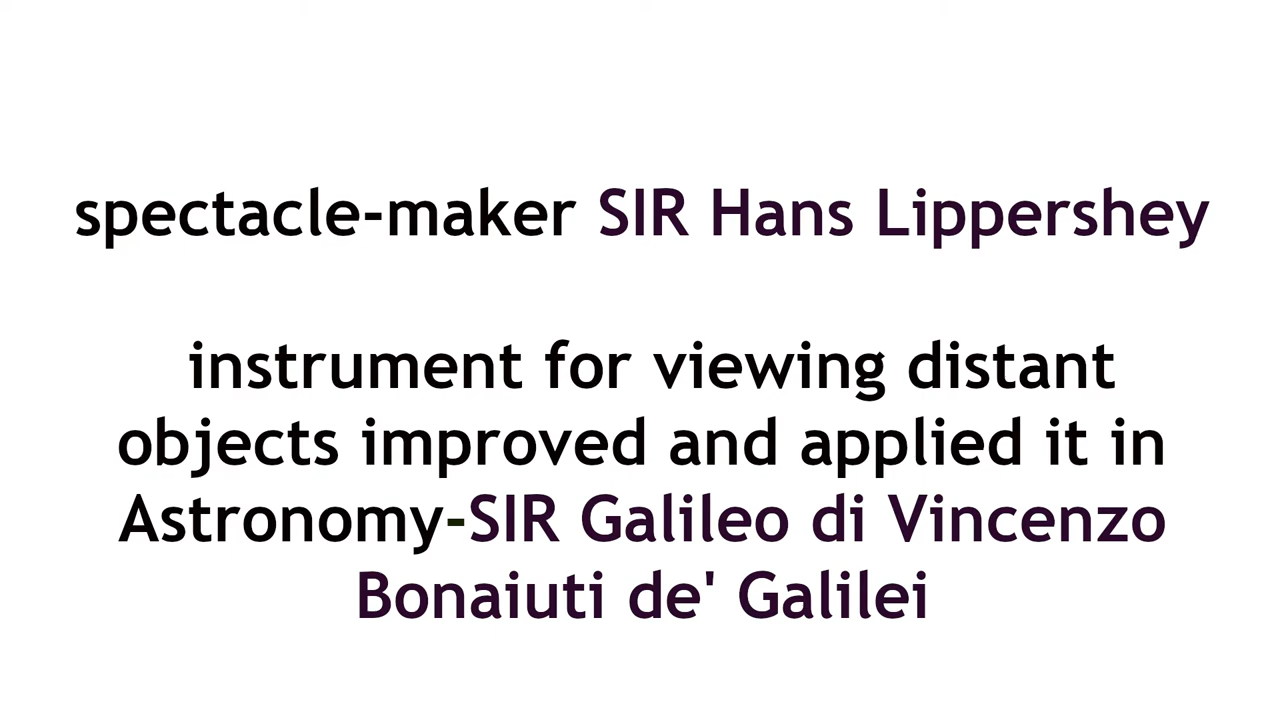 spectacle-maker SIR Hans Lippershey
instrument for viewing distant
objects improved and applied it in
Astronomy-SIR Galileo di Vincenzo
Bonaiuti de' Galilei